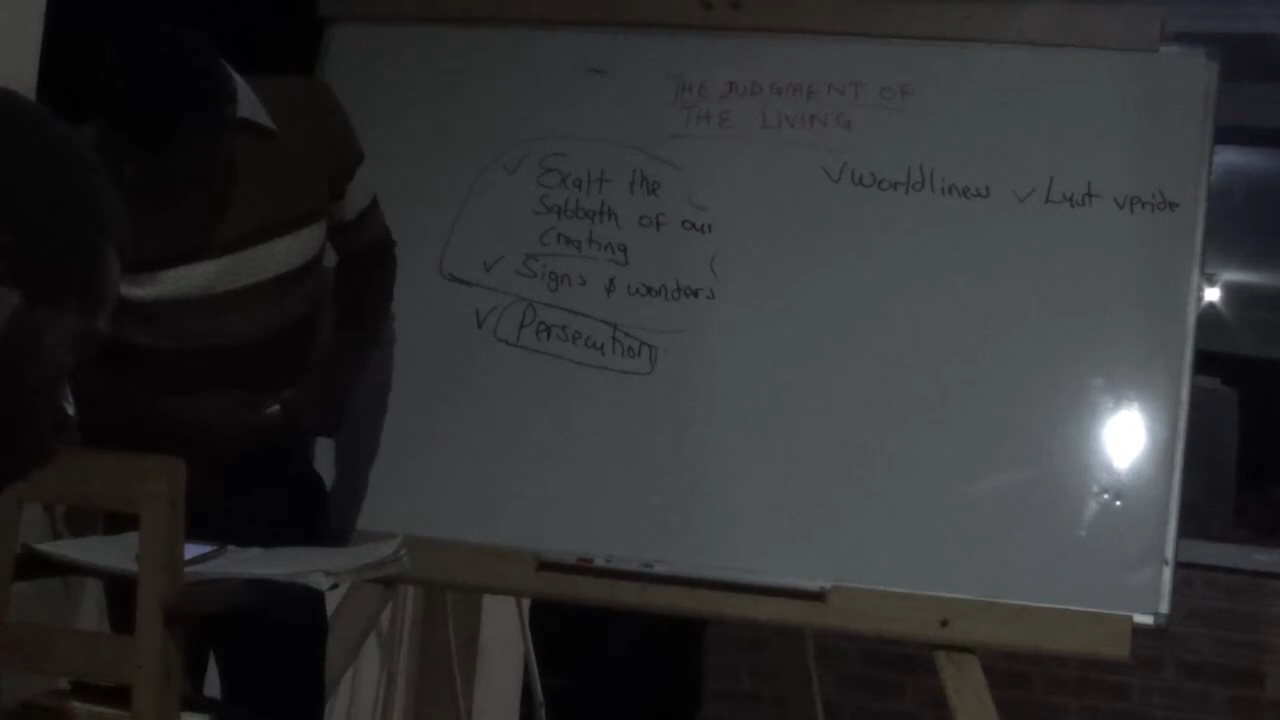 THE JUDGMENT OF
THE LIVING
✓ Exalt the
Sabbath of our
Creating
✓ Signs & wonders
✓ Persecution
✓ Worldliness ✓ Lust ✓ pride